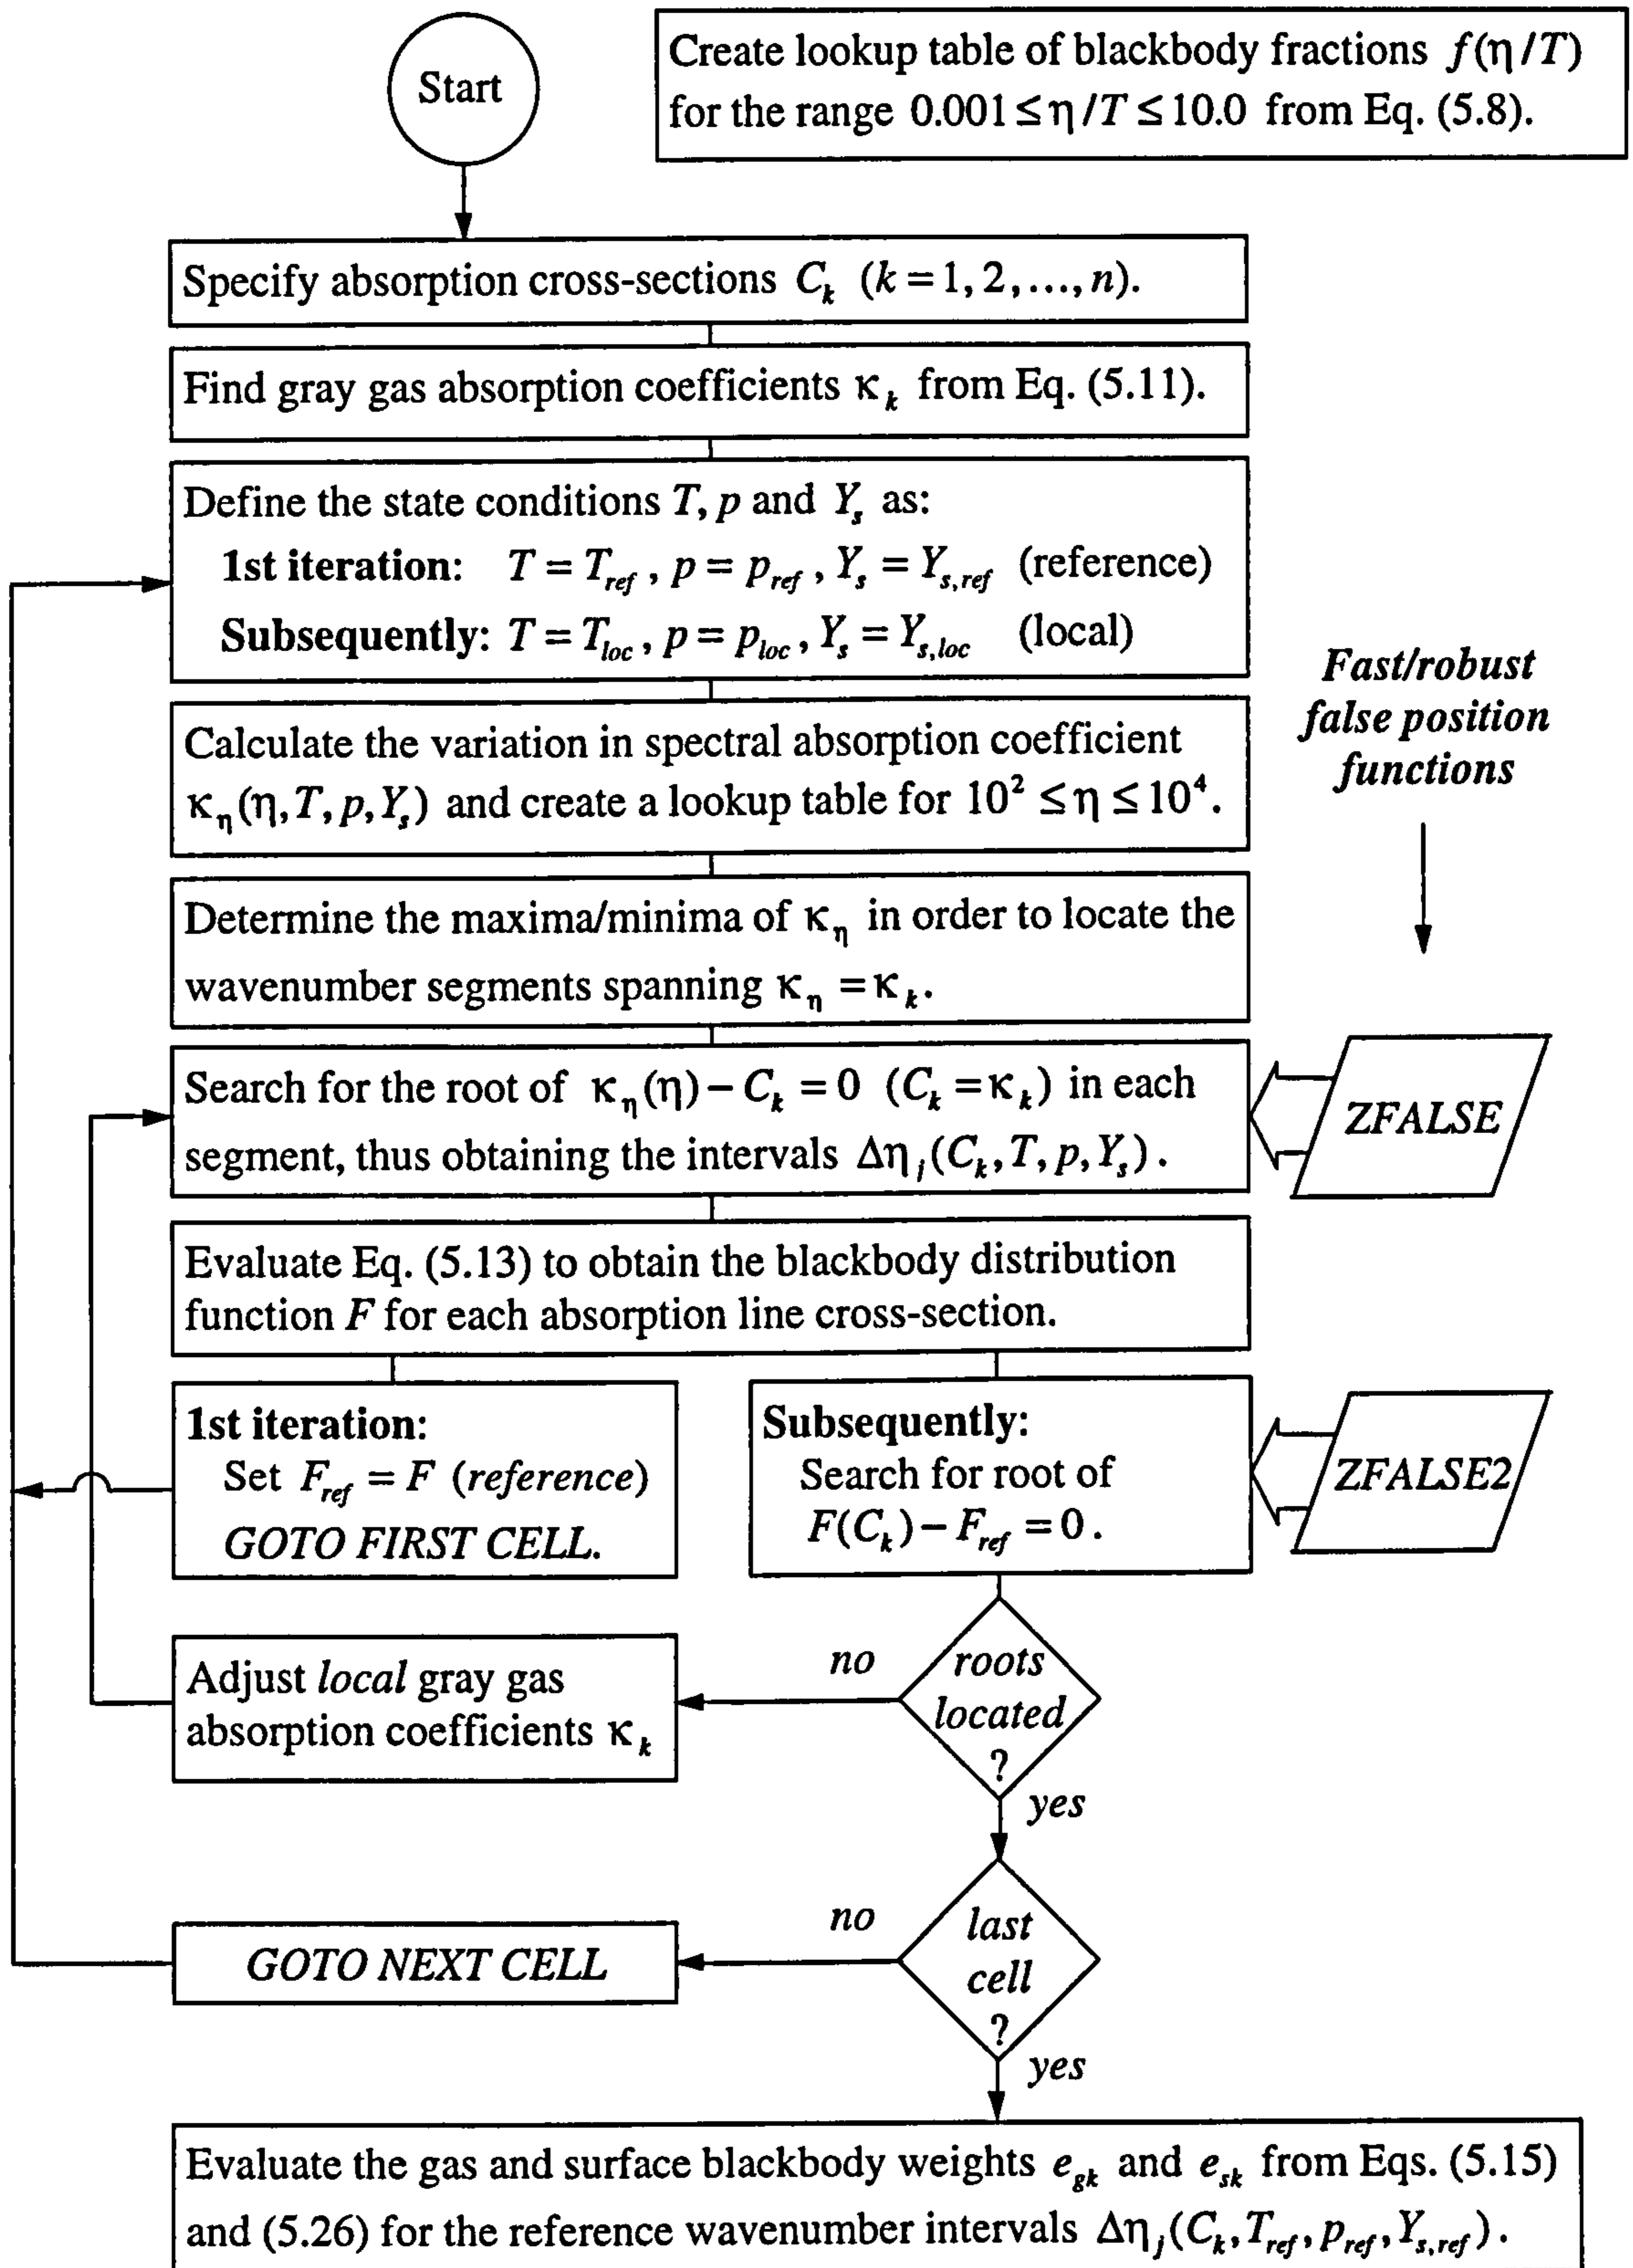 Start
Create lookup table of blackbody fractions f(η/T)
for the range 0.001 ≤ η/T ≤ 10.0 from Eq. (5.8).
Specify absorption cross-sections C_k (k = 1, 2, ..., n).
Find gray gas absorption coefficients κ_k from Eq. (5.11).
Define the state conditions T, p and Y_s as:
1st iteration: T = T_ref, p = p_ref, Y_s = Y_s,ref (reference)
Subsequently: T = T_loc, p = p_loc, Y_s = Y_s,loc (local)
Fast/robust
false position
functions
Calculate the variation in spectral absorption coefficient
κ_η(η, T, p, Y_s) and create a lookup table for 10² ≤ η ≤ 10⁴.
Determine the maxima/minima of κ_η in order to locate the
wavenumber segments spanning κ_η = κ_k.
Search for the root of κ_η(η) − C_k = 0 (C_k = κ_k) in each
segment, thus obtaining the intervals Δη_j(C_k, T, p, Y_s).
ZFALSE
Evaluate Eq. (5.13) to obtain the blackbody distribution
function F for each absorption line cross-section.
1st iteration:
Set F_ref = F (reference)
GOTO FIRST CELL.
Subsequently:
Search for root of
F(C_k) − F_ref = 0.
ZFALSE2
Adjust local gray gas
absorption coefficients κ_k
no
roots
located
?
yes
GOTO NEXT CELL
no
last
cell
?
yes
Evaluate the gas and surface blackbody weights e_gk and e_sk from Eqs. (5.15)
and (5.26) for the reference wavenumber intervals Δη_j(C_k, T_ref, p_ref, Y_s,ref).